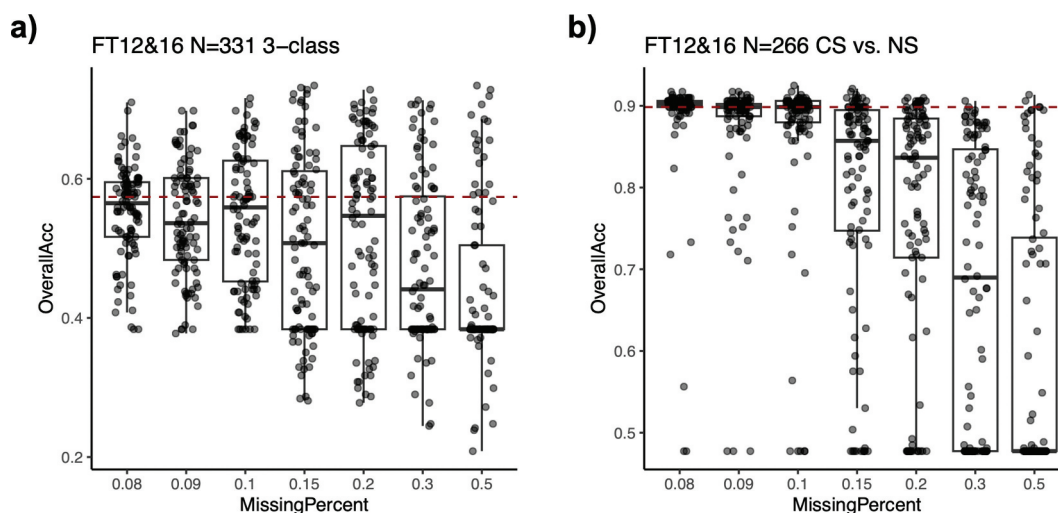 a)
FT12&16 N=331 3−class
OverallAcc
0.6
0.4
0.2
0.08 0.09 0.1 0.15 0.2 0.3 0.5
MissingPercent
b)
FT12&16 N=266 CS vs. NS
OverallAcc
0.9
0.8
0.7
0.6
0.5
0.08 0.09 0.1 0.15 0.2 0.3 0.5
MissingPercent